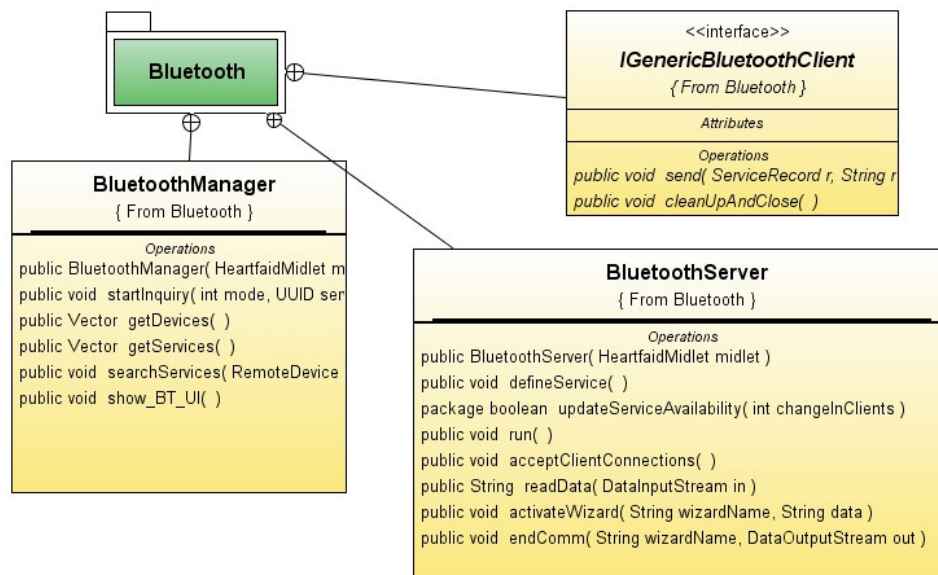 Bluetooth
<<interface>>
IGenericBluetoothClient
{ From Bluetooth }
Attributes
Operations
public void send( ServiceRecord r, String r
public void cleanUpAndClose( )
BluetoothManager
{ From Bluetooth }
Operations
public BluetoothManager( HeartfaidMidlet m
public void startInquiry( int mode, UUID ser
public Vector getDevices( )
public Vector getServices( )
public void searchServices( RemoteDevice
public void show_BT_UI( )
BluetoothServer
{ From Bluetooth }
Operations
public BluetoothServer( HeartfaidMidlet midlet )
public void defineService( )
package boolean updateServiceAvailability( int changeInClients )
public void run( )
public void acceptClientConnections( )
public String readData( DataInputStream in )
public void activateWizard( String wizardName, String data )
public void endComm( String wizardName, DataOutputStream out )